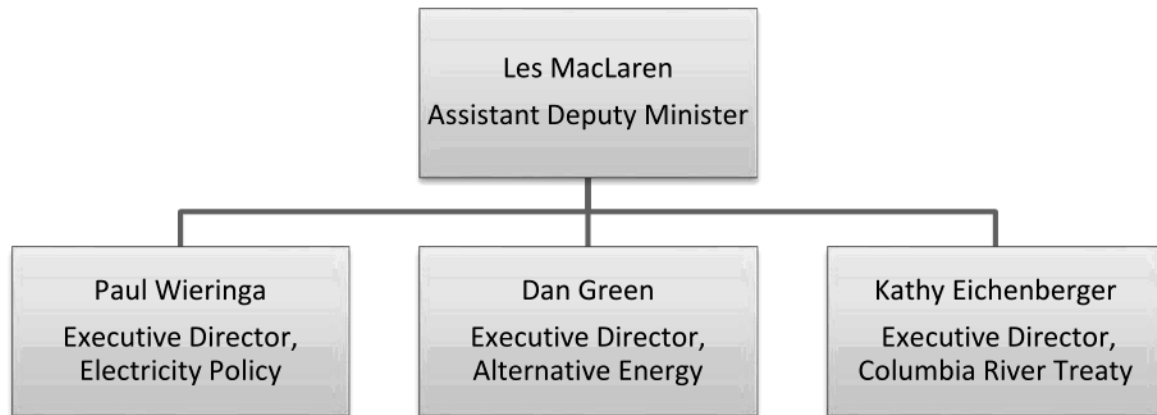 Les MacLaren
Assistant Deputy Minister
Paul Wieringa
Executive Director,
Electricity Policy
Dan Green
Executive Director,
Alternative Energy
Kathy Eichenberger
Executive Director,
Columbia River Treaty